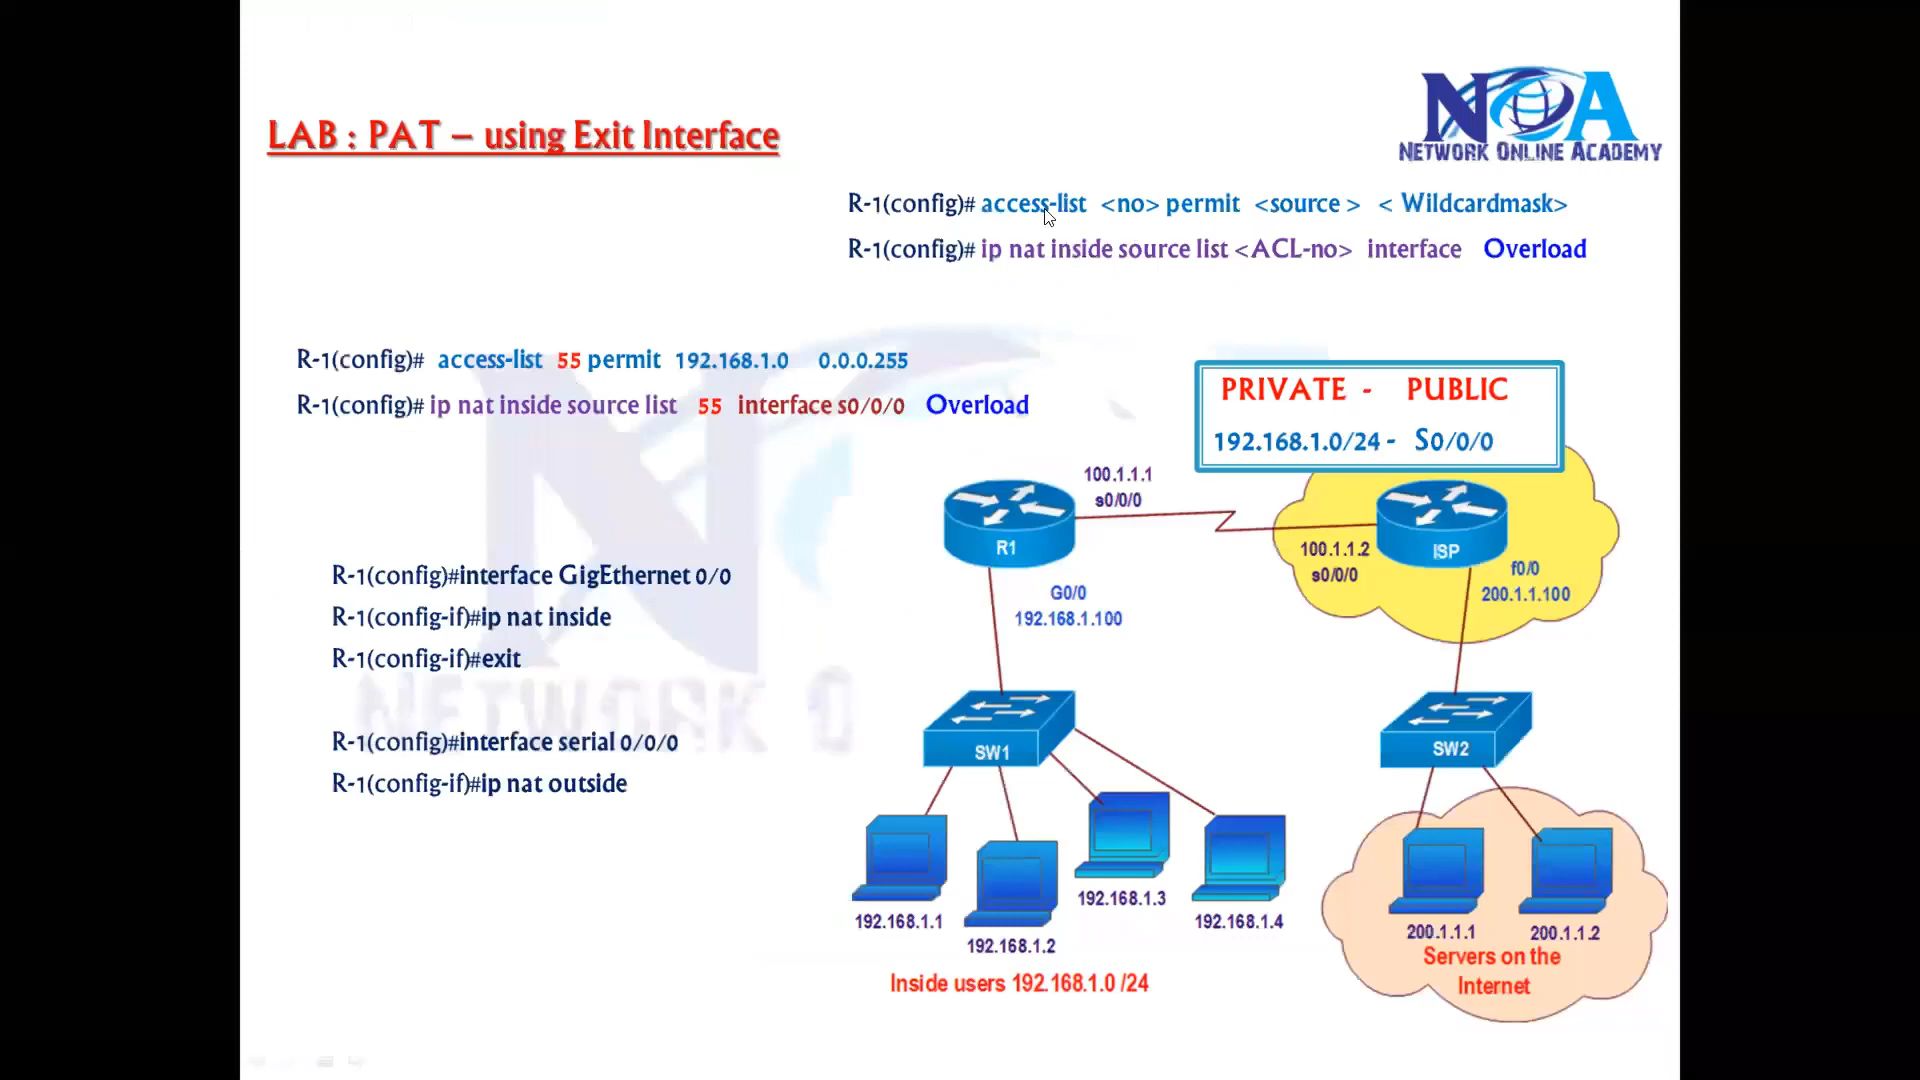 LAB : PAT – using Exit Interface
NOA
NETWORK ONLINE ACADEMY
R-1(config)# access-list <no> permit <source > < Wildcardmask>
R-1(config)# ip nat inside source list <ACL-no> interface Overload
R-1(config)# access-list 55 permit 192.168.1.0 0.0.0.255
R-1(config)# ip nat inside source list 55 interface s0/0/0 Overload
PRIVATE - PUBLIC
192.168.1.0/24 - S0/0/0
100.1.1.1
s0/0/0
R1
ISP
100.1.1.2
s0/0/0
f0/0
200.1.1.100
G0/0
192.168.1.100
R-1(config)#interface GigEthernet 0/0
R-1(config-if)#ip nat inside
R-1(config-if)#exit
R-1(config)#interface serial 0/0/0
R-1(config-if)#ip nat outside
NETWORK O
SW1
SW2
192.168.1.1
192.168.1.2
192.168.1.3
192.168.1.4
200.1.1.1
200.1.1.2
Servers on the
Internet
Inside users 192.168.1.0 /24